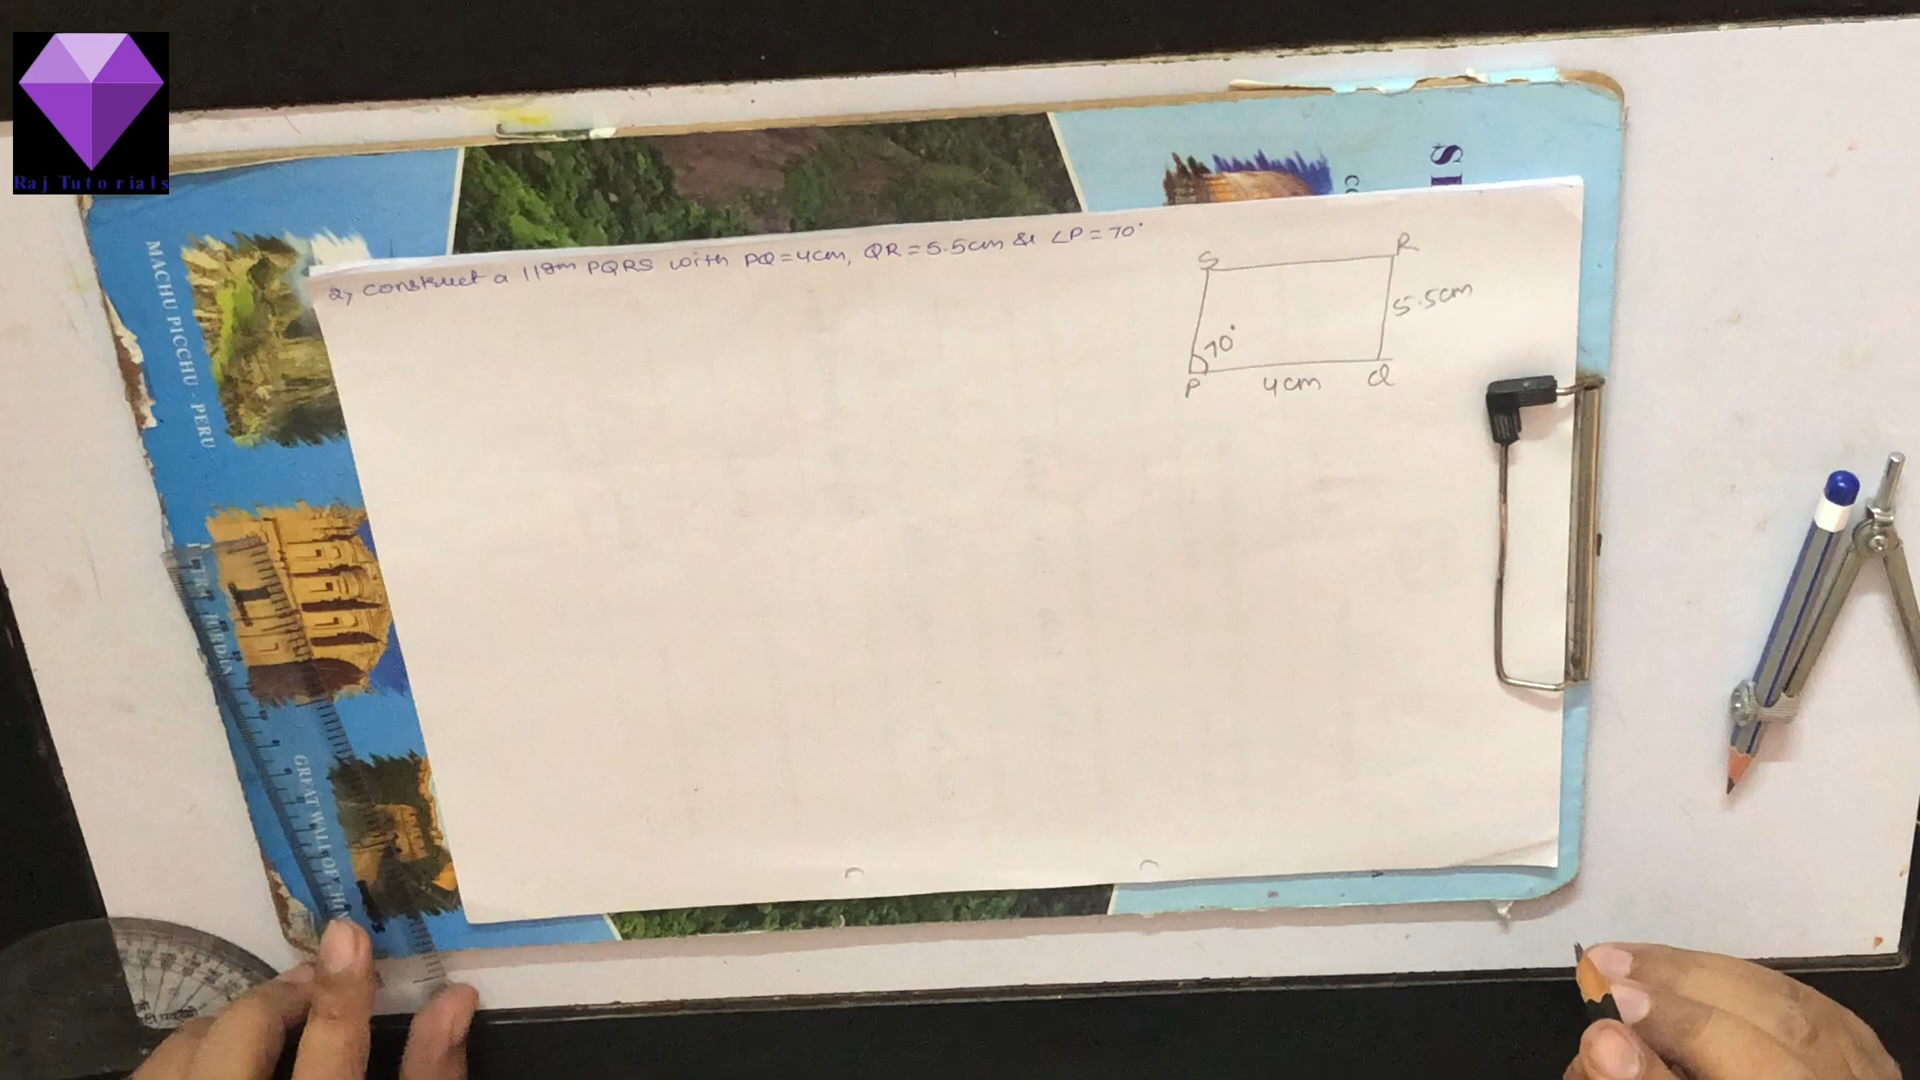 Raj Tutorials
2, construct a ||gm PQRS with PQ=4cm, QR=5.5cm & ∠P=70°
S R
5.5cm
70°
P 4cm Q
MACHU PICCHU - PERU
GREAT WALL OF